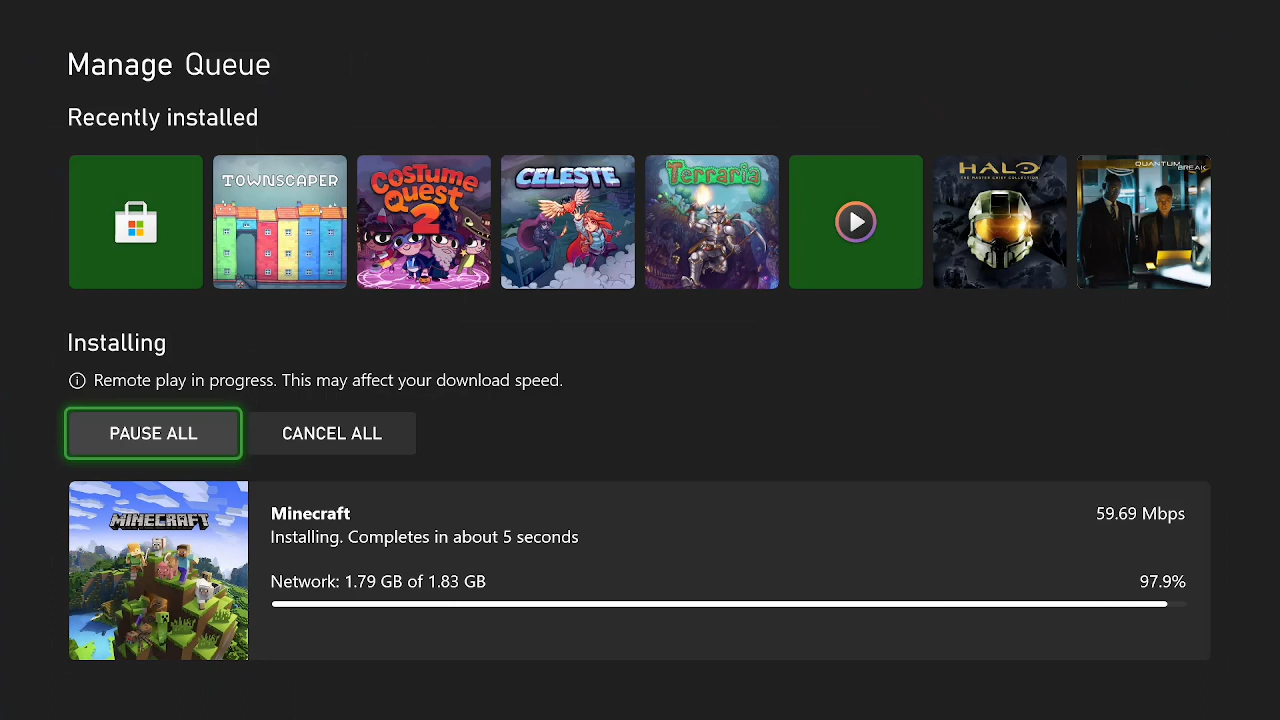 Manage Queue
Recently installed
TOWNSCAPER
COSTUME
QUEST
2
CELESTE
Terraria
HALO
THE MASTER CHIEF COLLECTION
QUANTUM
BREAK
Installing
Remote play in progress. This may affect your download speed.
PAUSE ALL
CANCEL ALL
MINECRAFT
Minecraft
59.69 Mbps
Installing. Completes in about 5 seconds
Network: 1.79 GB of 1.83 GB
97.9%